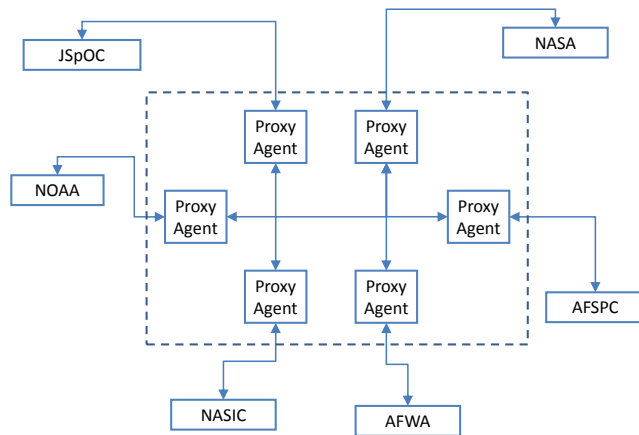 JSpOC
NASA
Proxy
Agent
Proxy
Agent
NOAA
Proxy
Agent
Proxy
Agent
Proxy
Agent
Proxy
Agent
AFSPC
NASIC
AFWA